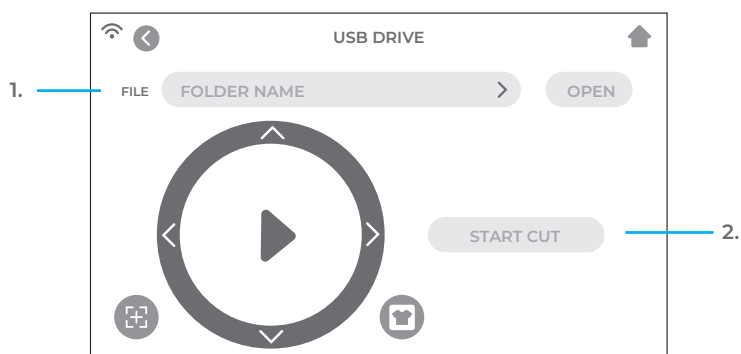 USB DRIVE
1. FILE FOLDER NAME OPEN
START CUT 2.